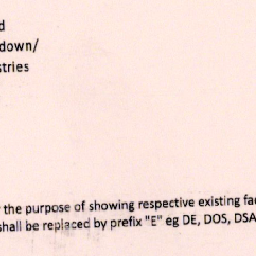 d
down/
stries
the purpose of showing respective existing fac
shall be replaced by prefix "E" eg DE, DOS, DSA